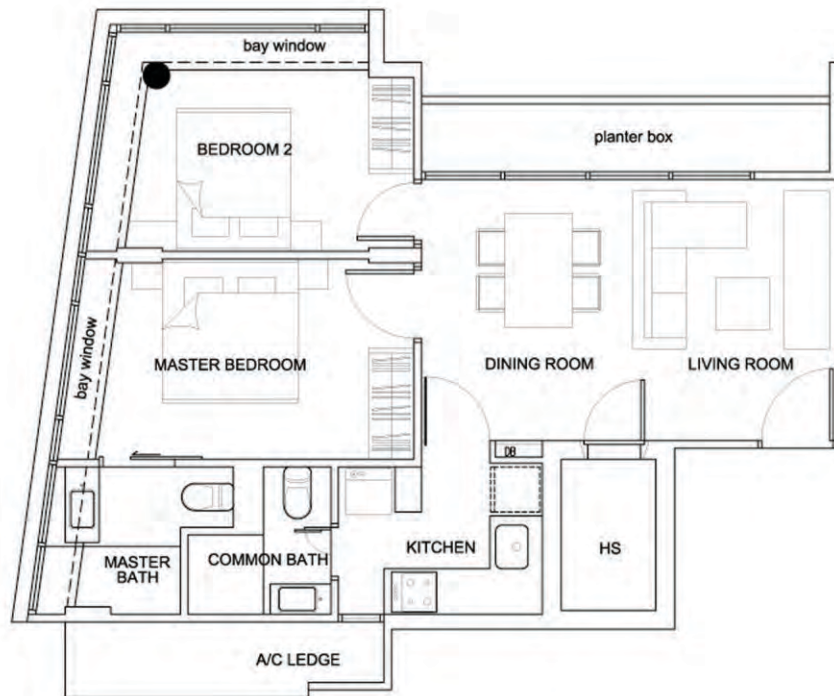 bay window
planter box
BEDROOM 2
bay window
MASTER BEDROOM
DINING ROOM
LIVING ROOM
DB
KITCHEN
HS
MASTER
BATH
COMMON BATH
A/C LEDGE